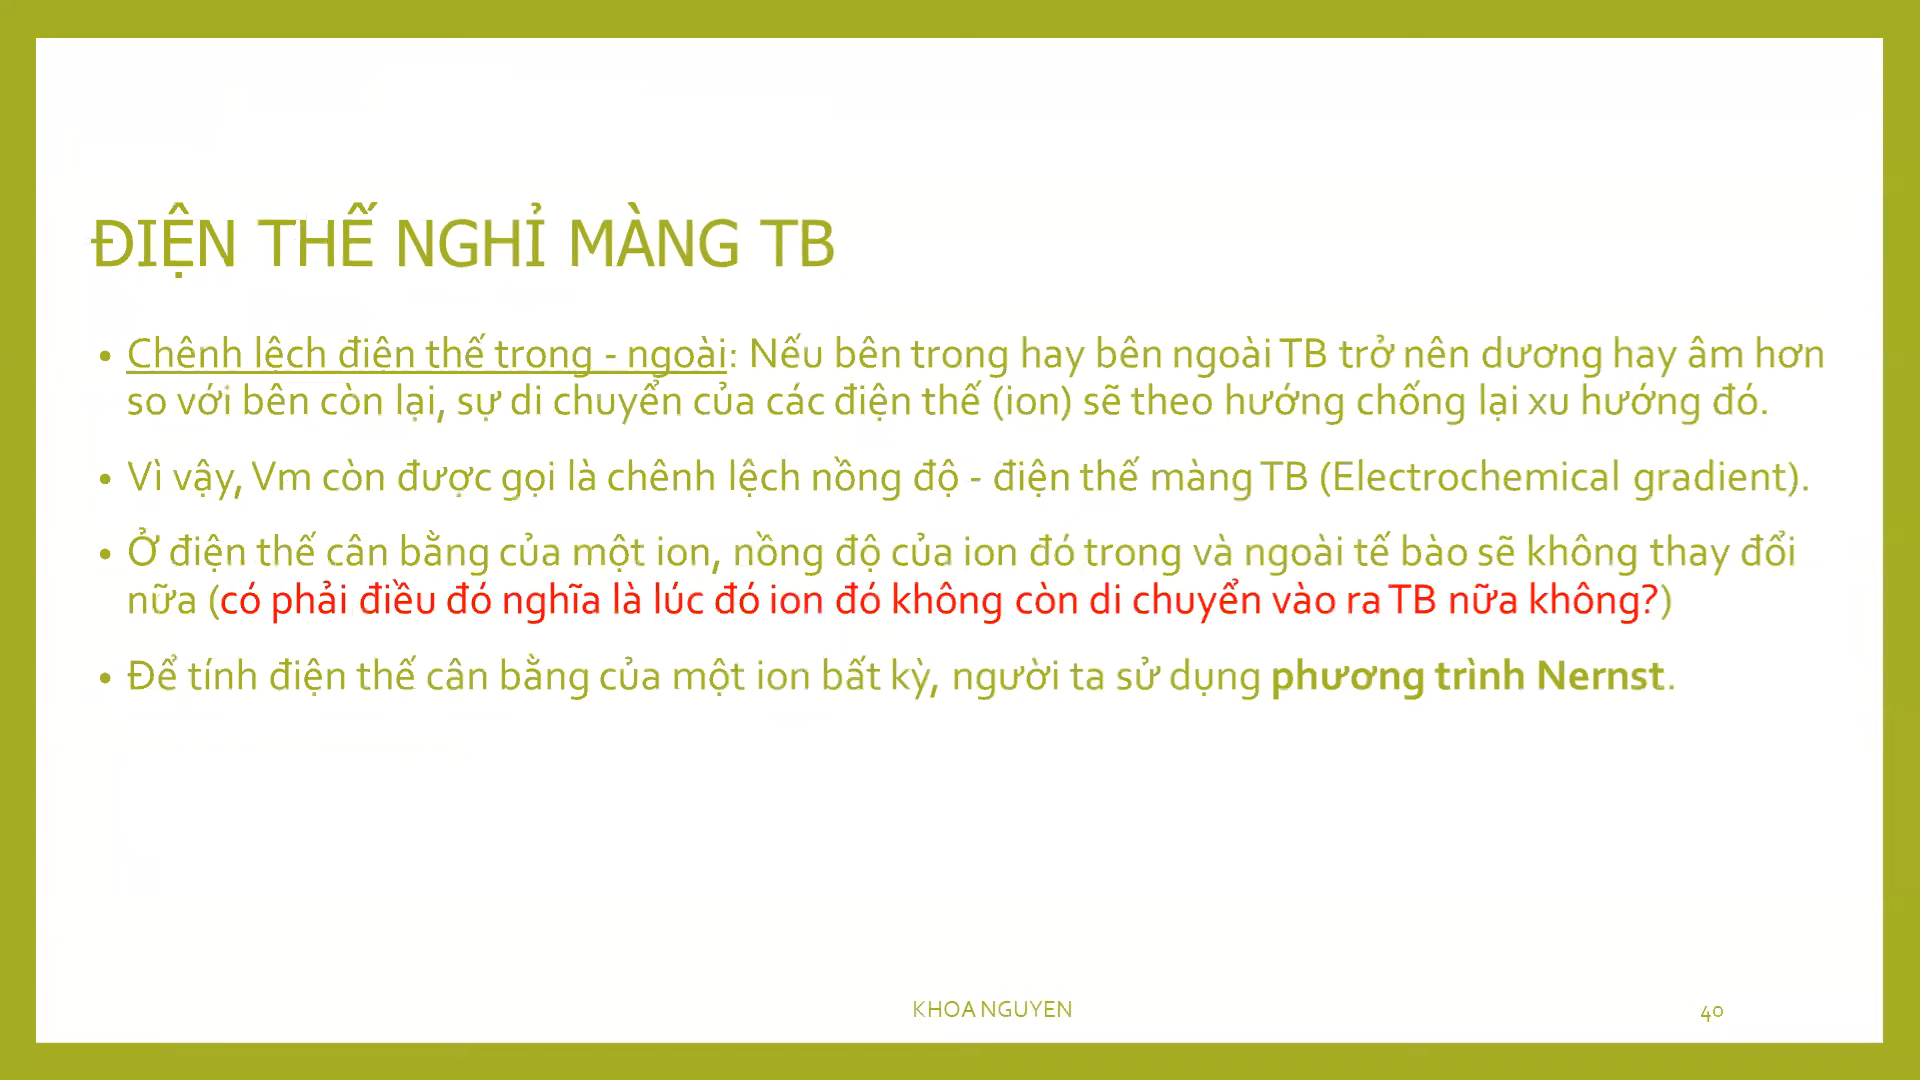 ĐIỆN THẾ NGHỈ MÀNG TB
• Chênh lệch điện thế trong - ngoài: Nếu bên trong hay bên ngoài TB trở nên dương hay âm hơn
so với bên còn lại, sự di chuyển của các điện thế (ion) sẽ theo hướng chống lại xu hướng đó.
• Vì vậy, Vm còn được gọi là chênh lệch nồng độ - điện thế màng TB (Electrochemical gradient).
• Ở điện thế cân bằng của một ion, nồng độ của ion đó trong và ngoài tế bào sẽ không thay đổi
nữa (có phải điều đó nghĩa là lúc đó ion đó không còn di chuyển vào ra TB nữa không?)
• Để tính điện thế cân bằng của một ion bất kỳ, người ta sử dụng phương trình Nernst.
KHOA NGUYEN
40